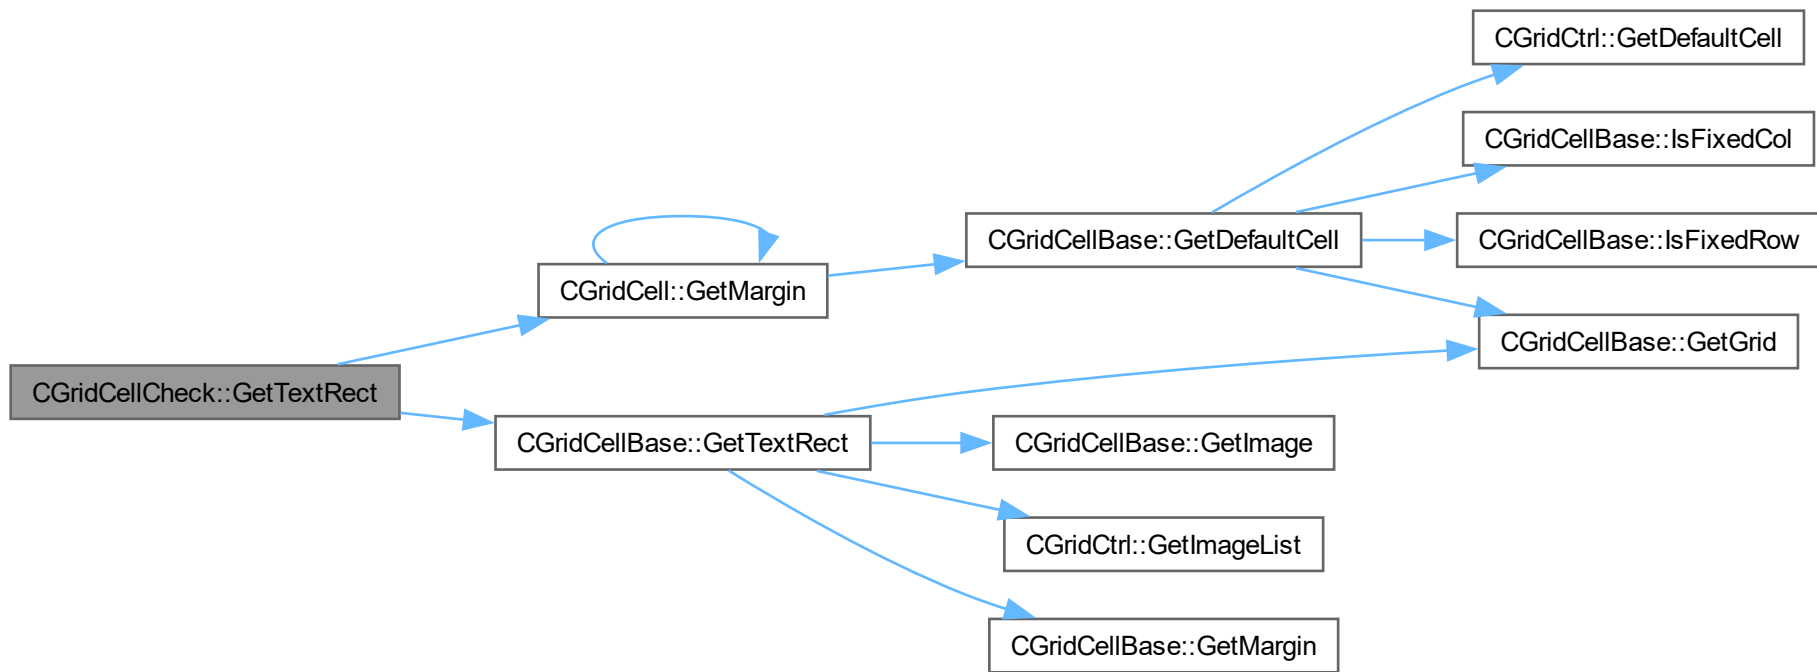 CGridCtrl::GetDefaultCell
CGridCellBase::IsFixedCol
CGridCellBase::GetDefaultCell
CGridCellBase::IsFixedRow
CGridCell::GetMargin
CGridCellBase::GetGrid
CGridCellCheck::GetTextRect
CGridCellBase::GetTextRect
CGridCellBase::GetImage
CGridCtrl::GetImageList
CGridCellBase::GetMargin